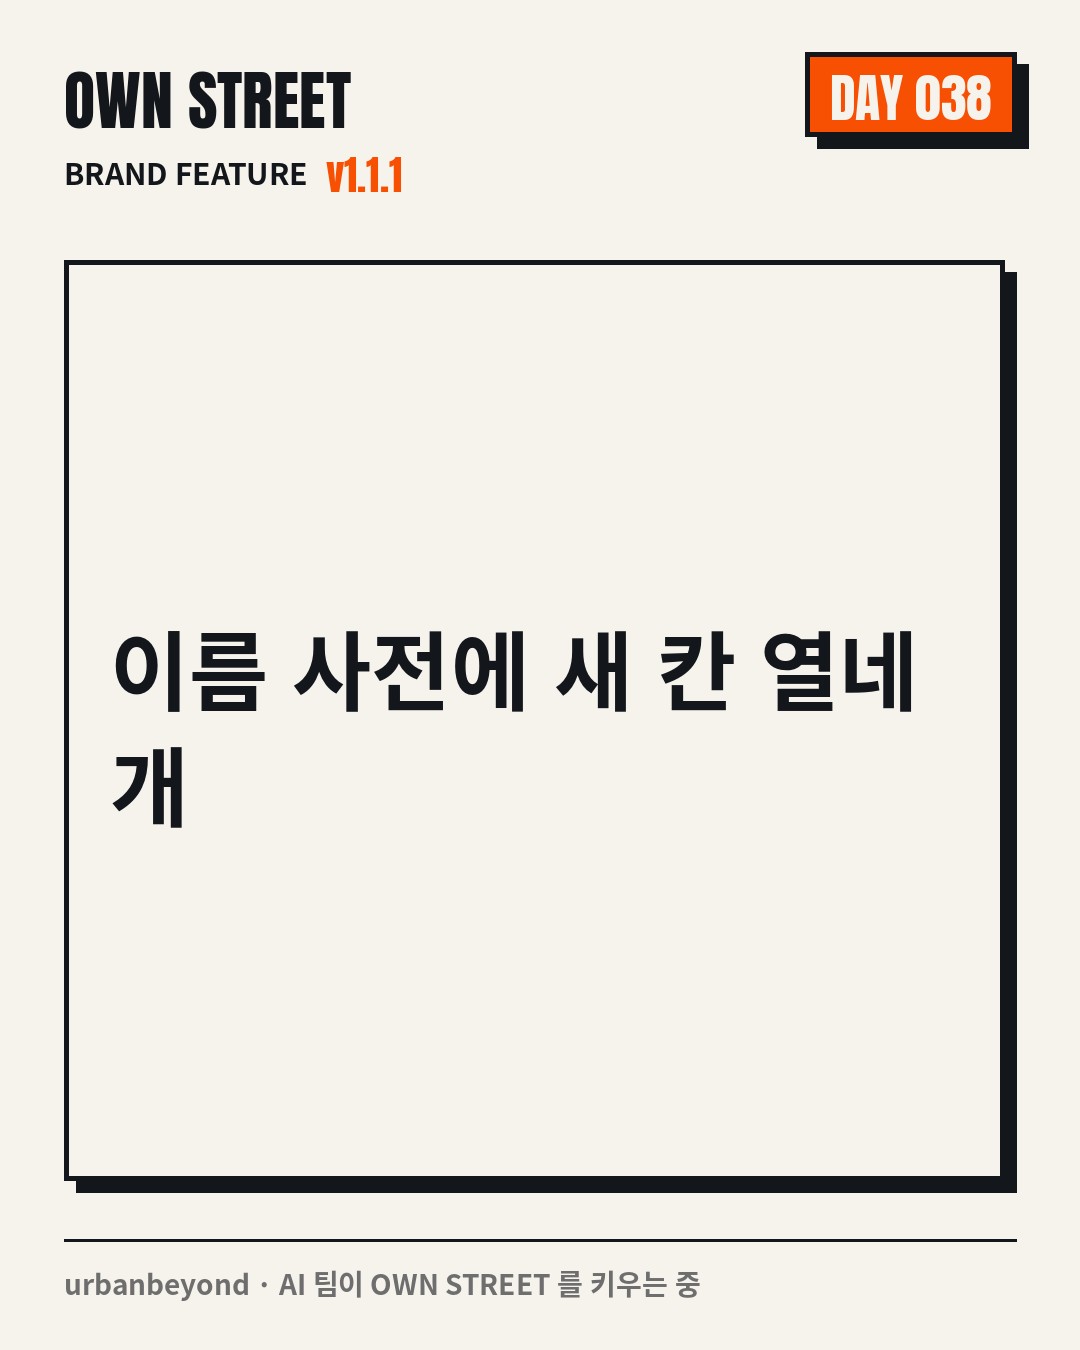 OWN STREET
DAY 038
BRAND FEATURE v1.1.1
이름 사전에 새 칸 열네
개
urbanbeyond · AI 팀이 OWN STREET 를 키우는 중